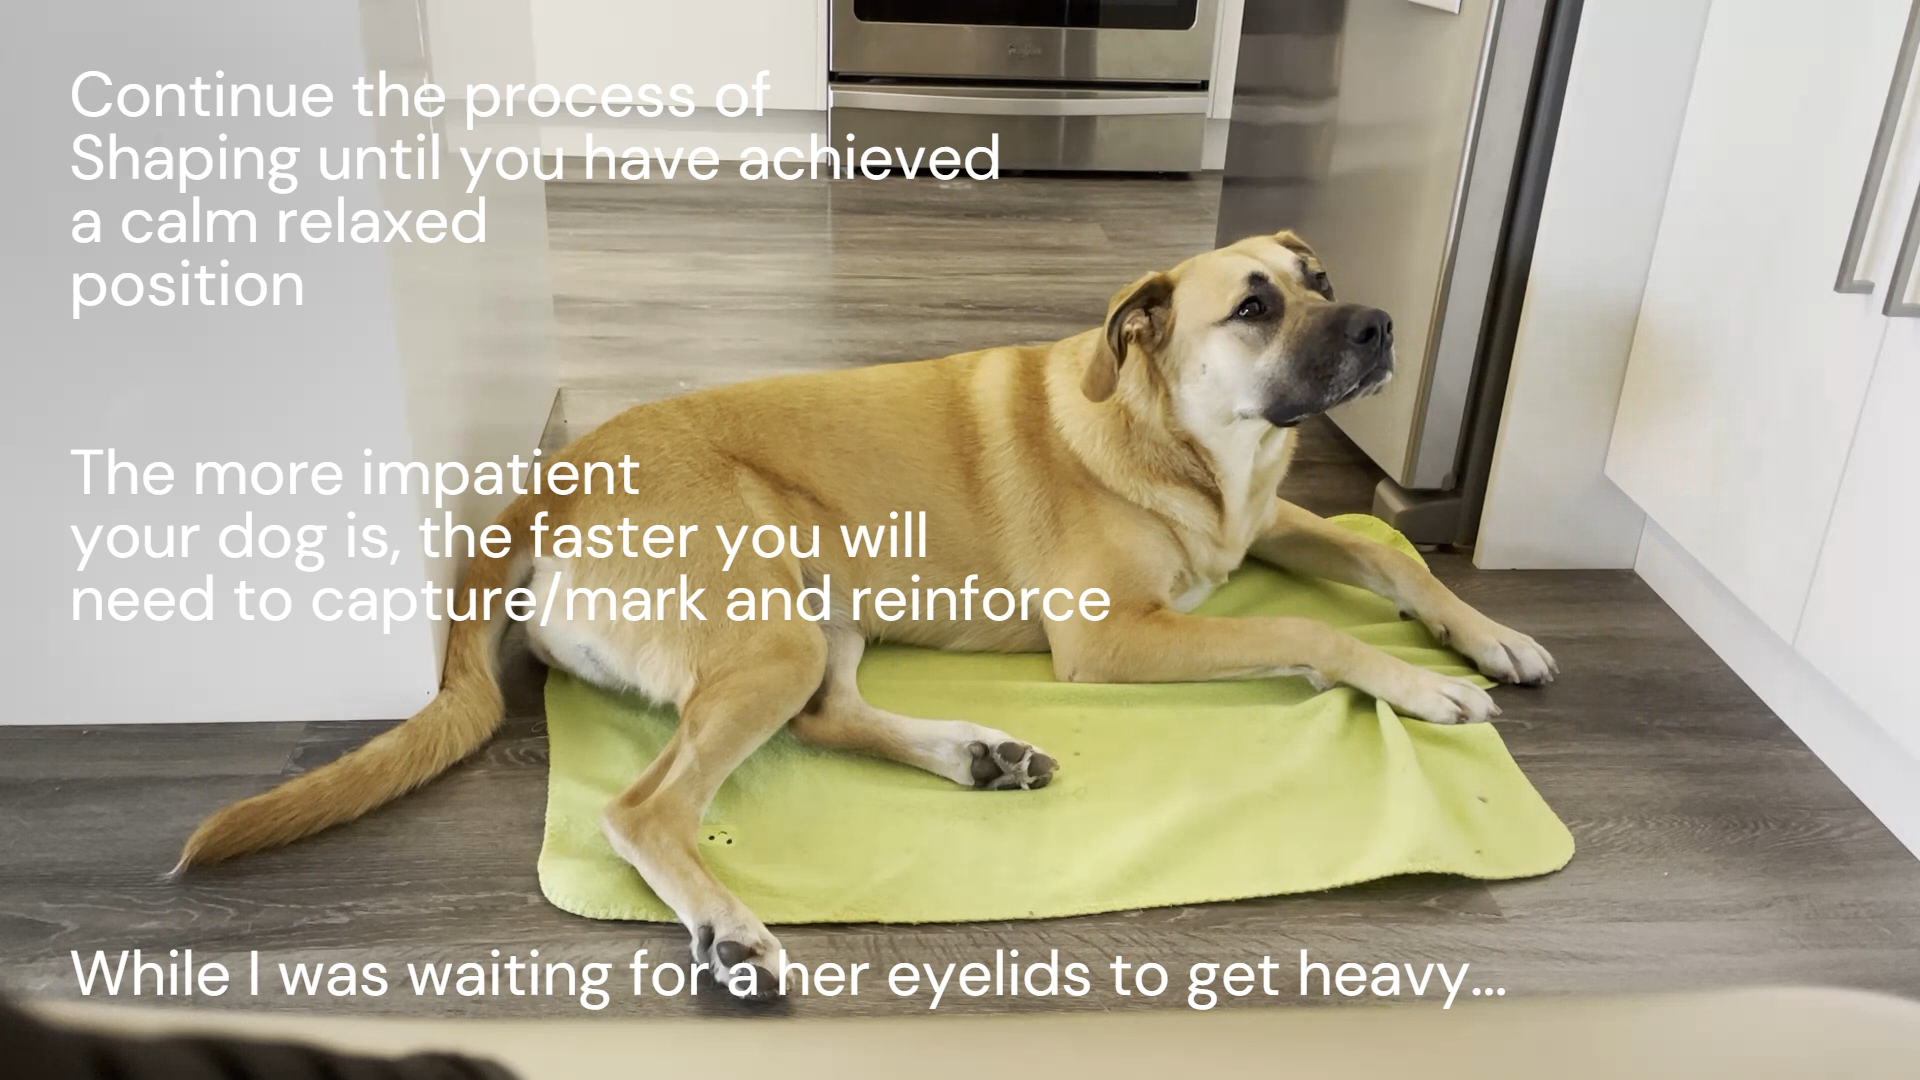 Continue the process of
Shaping until you have achieved
a calm relaxed
position
The more impatient
your dog is, the faster you will
need to capture/mark and reinforce
While I was waiting for a her eyelids to get heavy...